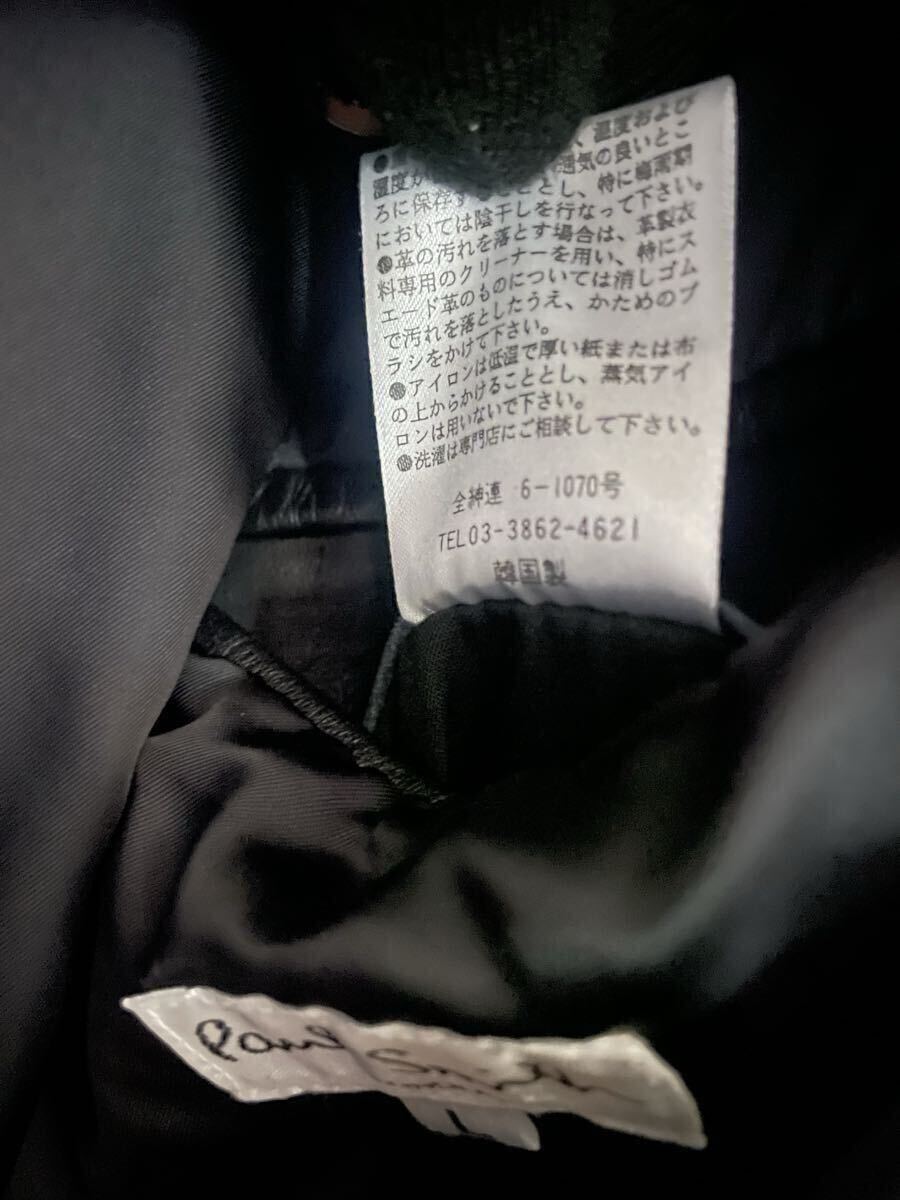 、温度および
湿度が 通気の良いとこ
ろに保存することとし、特に梅雨期
においては陰干しを行なって下さい。
革の汚れを落とす場合は、革製衣
料専用のクリーナーを用い、特にス
エード革のものについては消しゴム
で汚れを落としたうえ、かためのブ
ラシをかけて下さい。
アイロンは低温で厚い紙または布
の上からかけることとし、蒸気アイ
ロンは用いないで下さい。
洗濯は専門店にご相談して下さい。
全紳連 6-1070号
TEL03-3862-4621
韓国製
Paul Smith
L